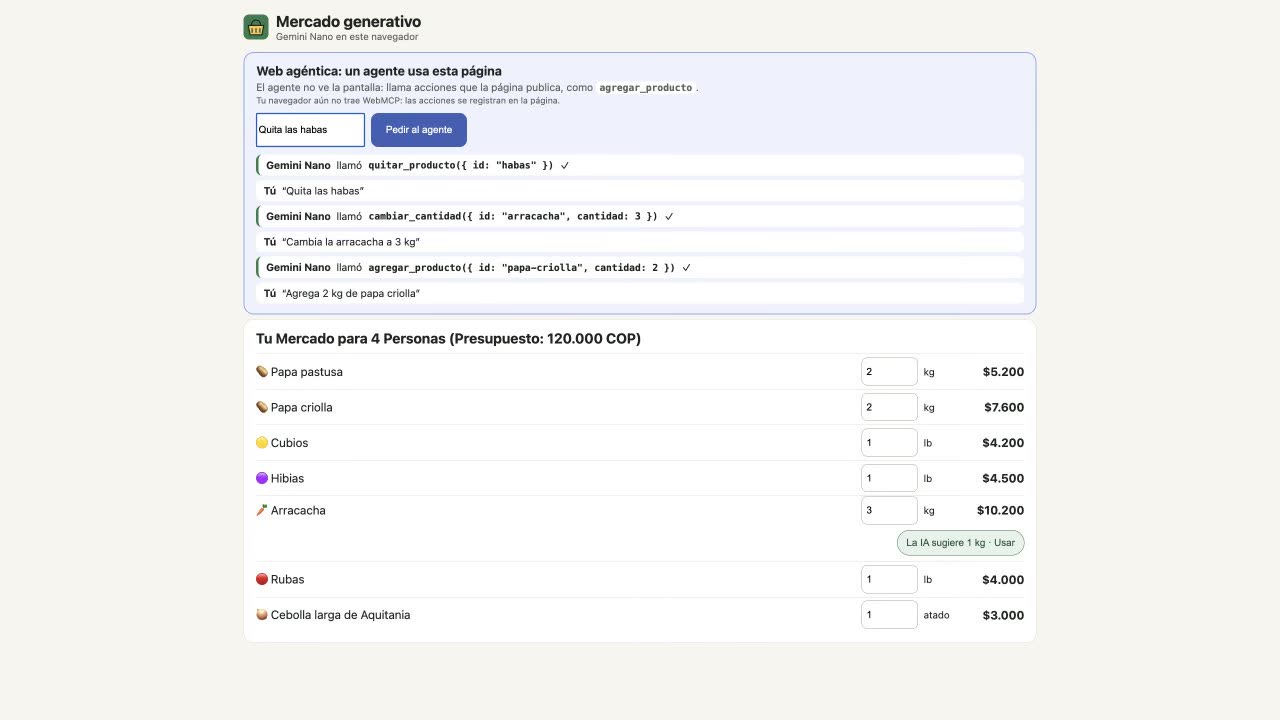 Mercado generativo
Gemini Nano en este navegador
Web agéntica: un agente usa esta página
El agente no ve la pantalla: llama acciones que la página publica, como agregar_producto .
Tu navegador aún no trae WebMCP: las acciones se registran en la página.
Quita las habas Pedir al agente
Gemini Nano llamó quitar_producto({ id: "habas" }) ✓
Tú “Quita las habas”
Gemini Nano llamó cambiar_cantidad({ id: "arracacha", cantidad: 3 }) ✓
Tú “Cambia la arracacha a 3 kg”
Gemini Nano llamó agregar_producto({ id: "papa-criolla", cantidad: 2 }) ✓
Tú “Agrega 2 kg de papa criolla”
Tu Mercado para 4 Personas (Presupuesto: 120.000 COP)
Papa pastusa 2 kg $5.200
Papa criolla 2 kg $7.600
Cubios 1 lb $4.200
Hibias 1 lb $4.500
Arracacha 3 kg $10.200
La IA sugiere 1 kg · Usar
Rubas 1 lb $4.000
Cebolla larga de Aquitania 1 atado $3.000